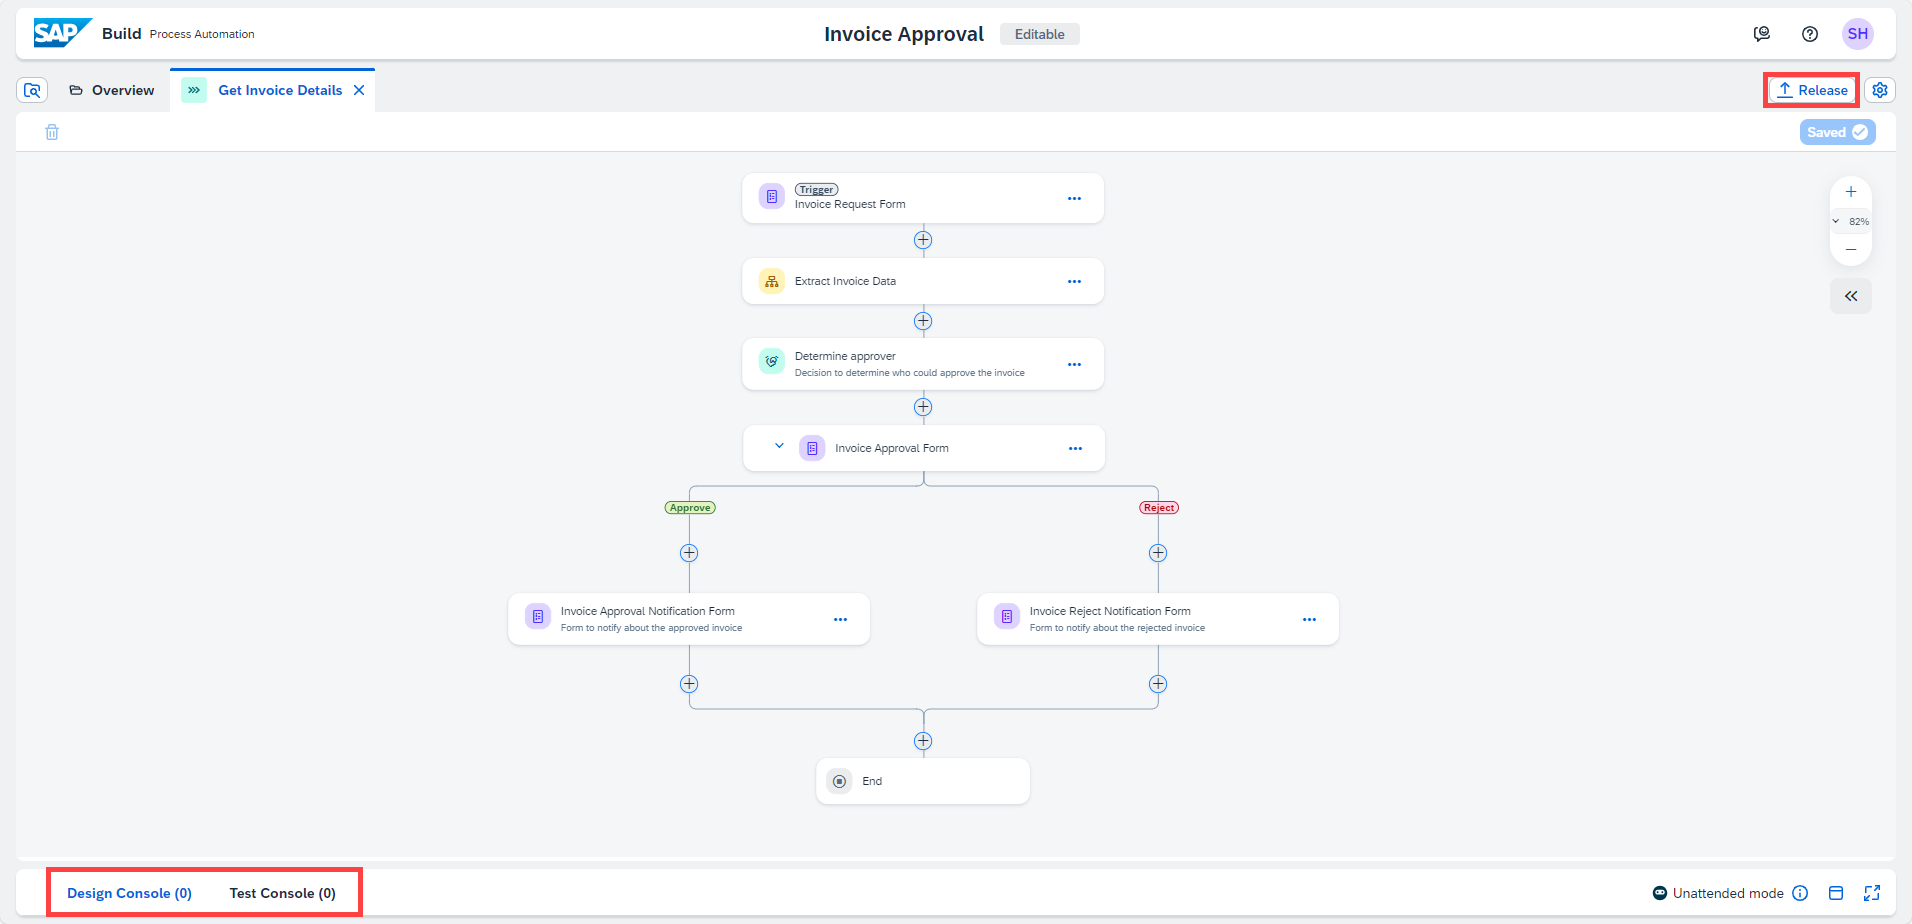 SAP Build Process Automation
Invoice Approval Editable
SH
Overview
Get Invoice Details
Release
Saved
Trigger
Invoice Request Form
82%
Extract Invoice Data
Determine approver
Decision to determine who could approve the invoice
Invoice Approval Form
Approve
Reject
Invoice Approval Notification Form
Form to notify about the approved invoice
Invoice Reject Notification Form
Form to notify about the rejected invoice
End
Design Console (0)
Test Console (0)
Unattended mode